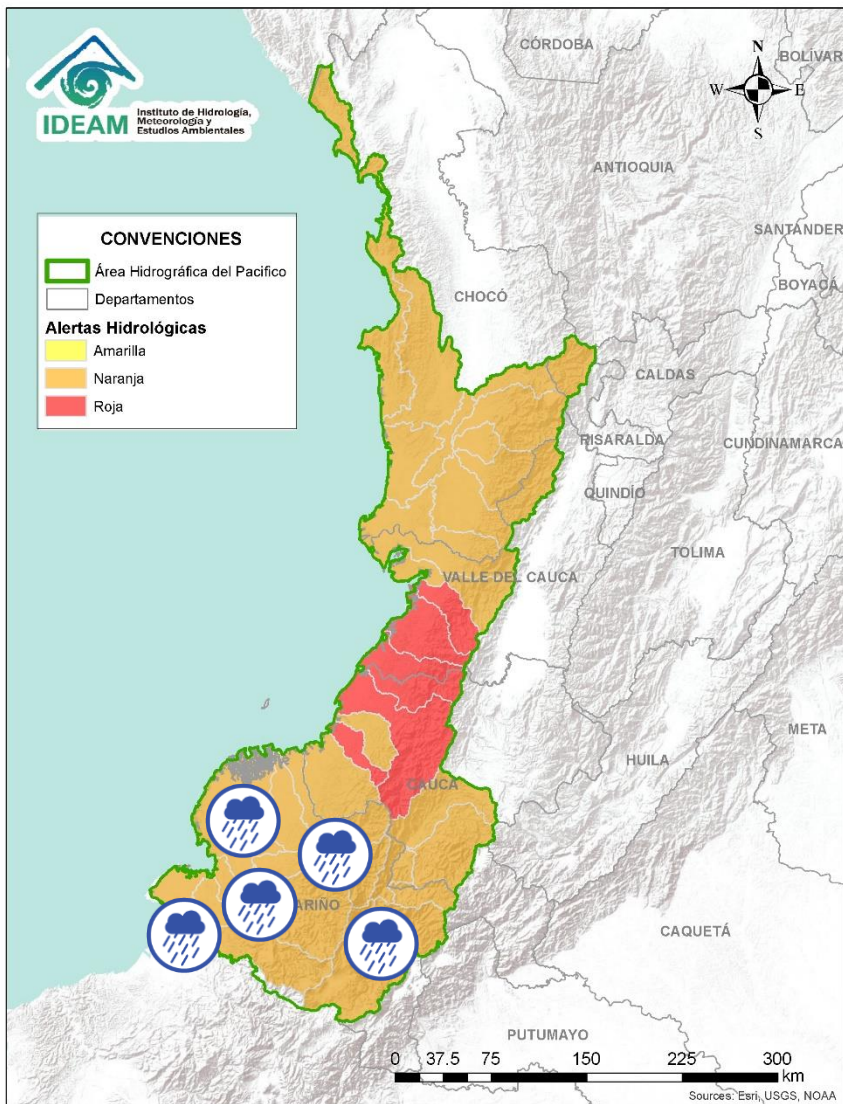 IDEAM
Instituto de Hidrología,
Meteorología y
Estudios Ambientales
CÓRDOBA
BOLÍVAR
N
W
E
S
ANTIOQUIA
SANTANDER
BOYACÁ
CONVENCIONES
Área Hidrográfica del Pacifico
Departamentos
Alertas Hidrológicas
Amarilla
Naranja
Roja
CHOCÓ
CALDAS
RISARALDA
CUNDINAMARCA
QUINDÍO
TOLIMA
VALLE DEL CAUCA
META
HUILA
CAUCA
ARIÑO
CAQUETÁ
PUTUMAYO
0 37.5 75 150 225 300
km
Sources: Esri, USGS, NOAA